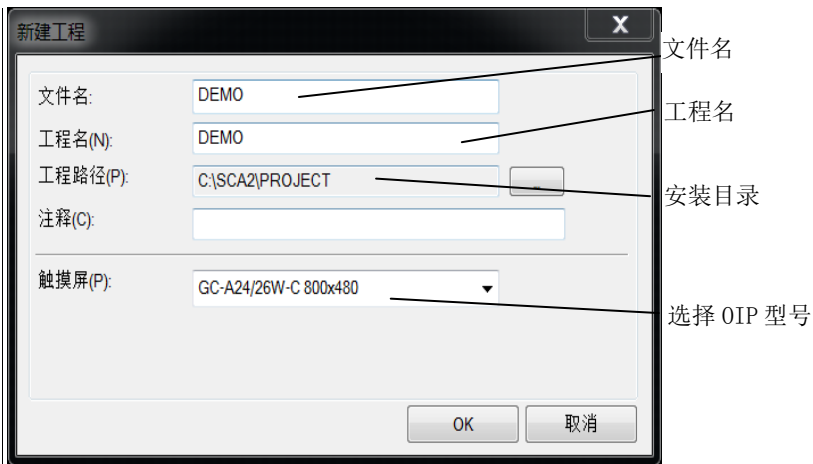 新建工程
X
文件名
文件名: DEMO
工程名
工程名(N): DEMO
工程路径(P): C:\SCA2\PROJECT ...
安装目录
注释(C):
触摸屏(P): GC-A24/26W-C 800x480
选择 OIP 型号
OK 取消